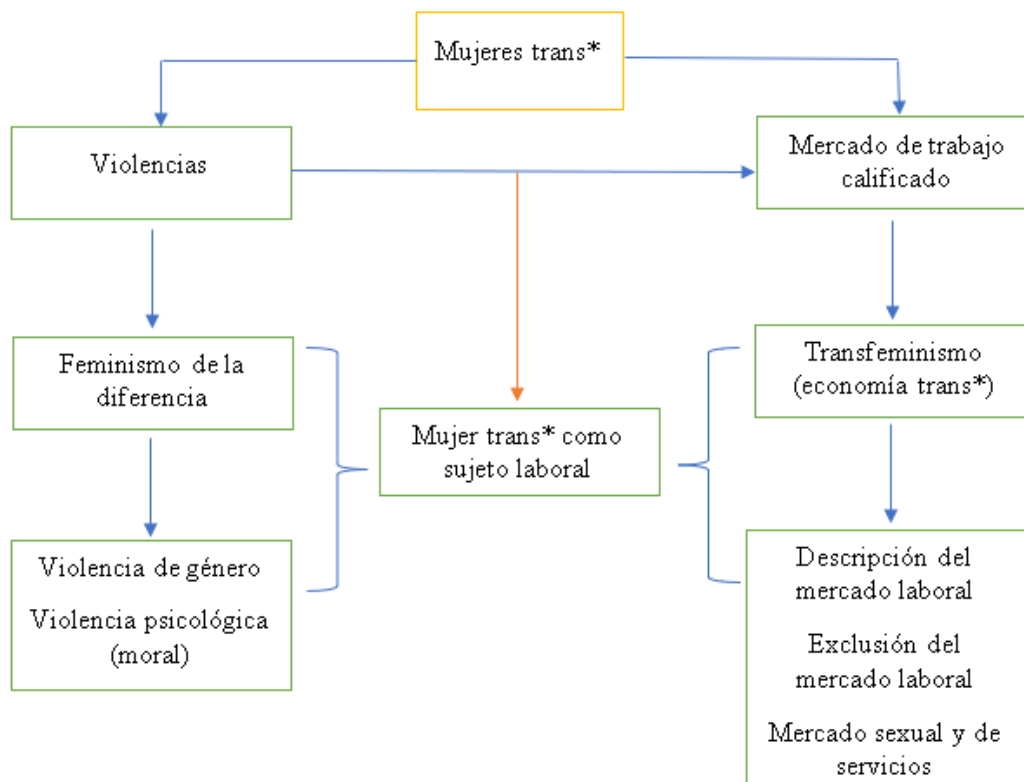 Mujeres trans*
Violencias
Mercado de trabajo
calificado
Feminismo de la
diferencia
Transfeminismo
(economía trans*)
Mujer trans* como
sujeto laboral
Violencia de género
Violencia psicológica
(moral)
Descripción del
mercado laboral
Exclusión del
mercado laboral
Mercado sexual y de
servicios